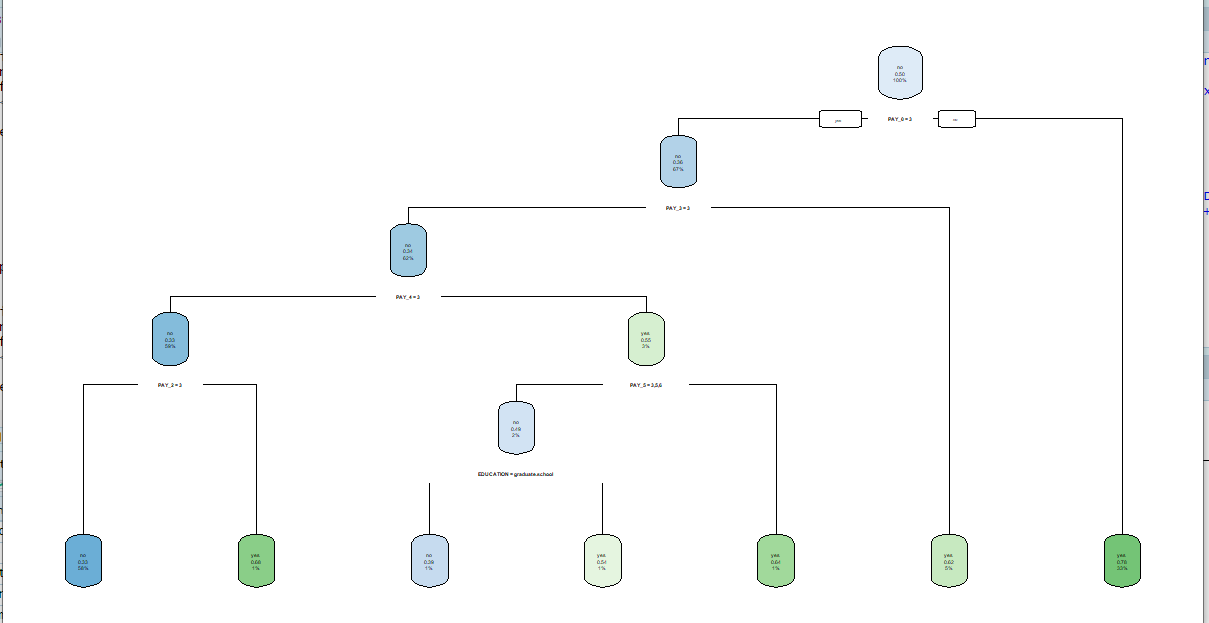 no
0.50
100%
yes
PAY_0 = 3
no
no
0.36
67%
PAY_3 = 3
no
0.34
62%
PAY_4 = 3
no
0.33
59%
yes
0.55
3%
PAY_2 = 3
PAY_5 = 3,5,6
no
0.49
2%
EDUCATION = graduate.school
no
0.33
58%
yes
0.66
1%
no
0.39
1%
yes
0.54
1%
yes
0.64
1%
yes
0.62
5%
yes
0.78
33%